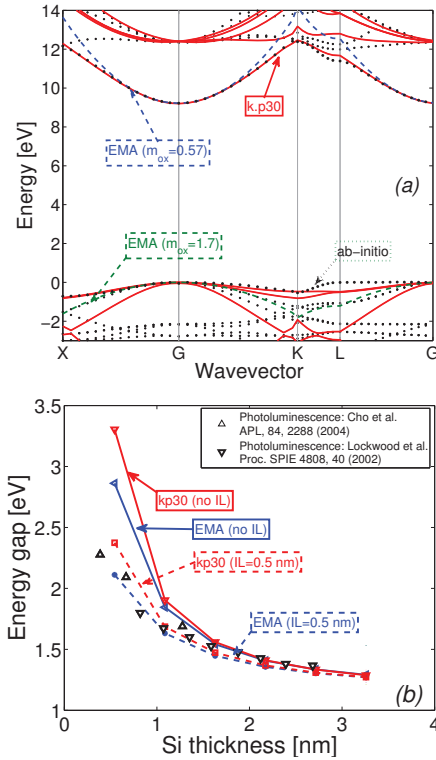 14
12
10
8
6
4
2
0
−2
Energy [eV]
k.p30
EMA (mox=0.57)
(a)
EMA (mox=1.7)
ab−initio
X
G
K
L
G
Wavevector
3.5
3
2.5
2
1.5
1
Energy gap [eV]
Photoluminescence: Cho et al.
APL, 84, 2288 (2004)
Photoluminescence: Lockwood et al.
Proc. SPIE 4808, 40 (2002)
kp30 (no IL)
EMA (no IL)
kp30 (IL=0.5 nm)
EMA (IL=0.5 nm)
(b)
0
1
2
3
4
Si thickness [nm]